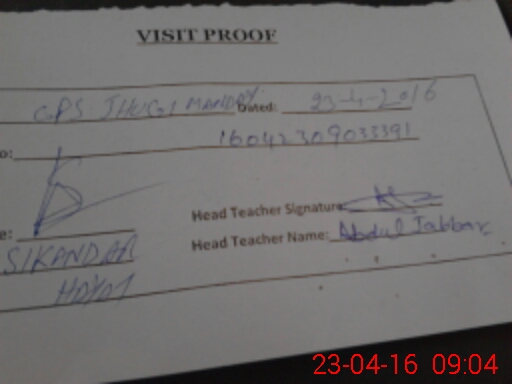 VISIT PROOF
GPS JHUGI MANDAY Dated: 23-4-2016
o: 16042309033391
Head Teacher Signature
e: Head Teacher Name: Abdul Jabbar
SIKANDAR
23-04-16 09:04